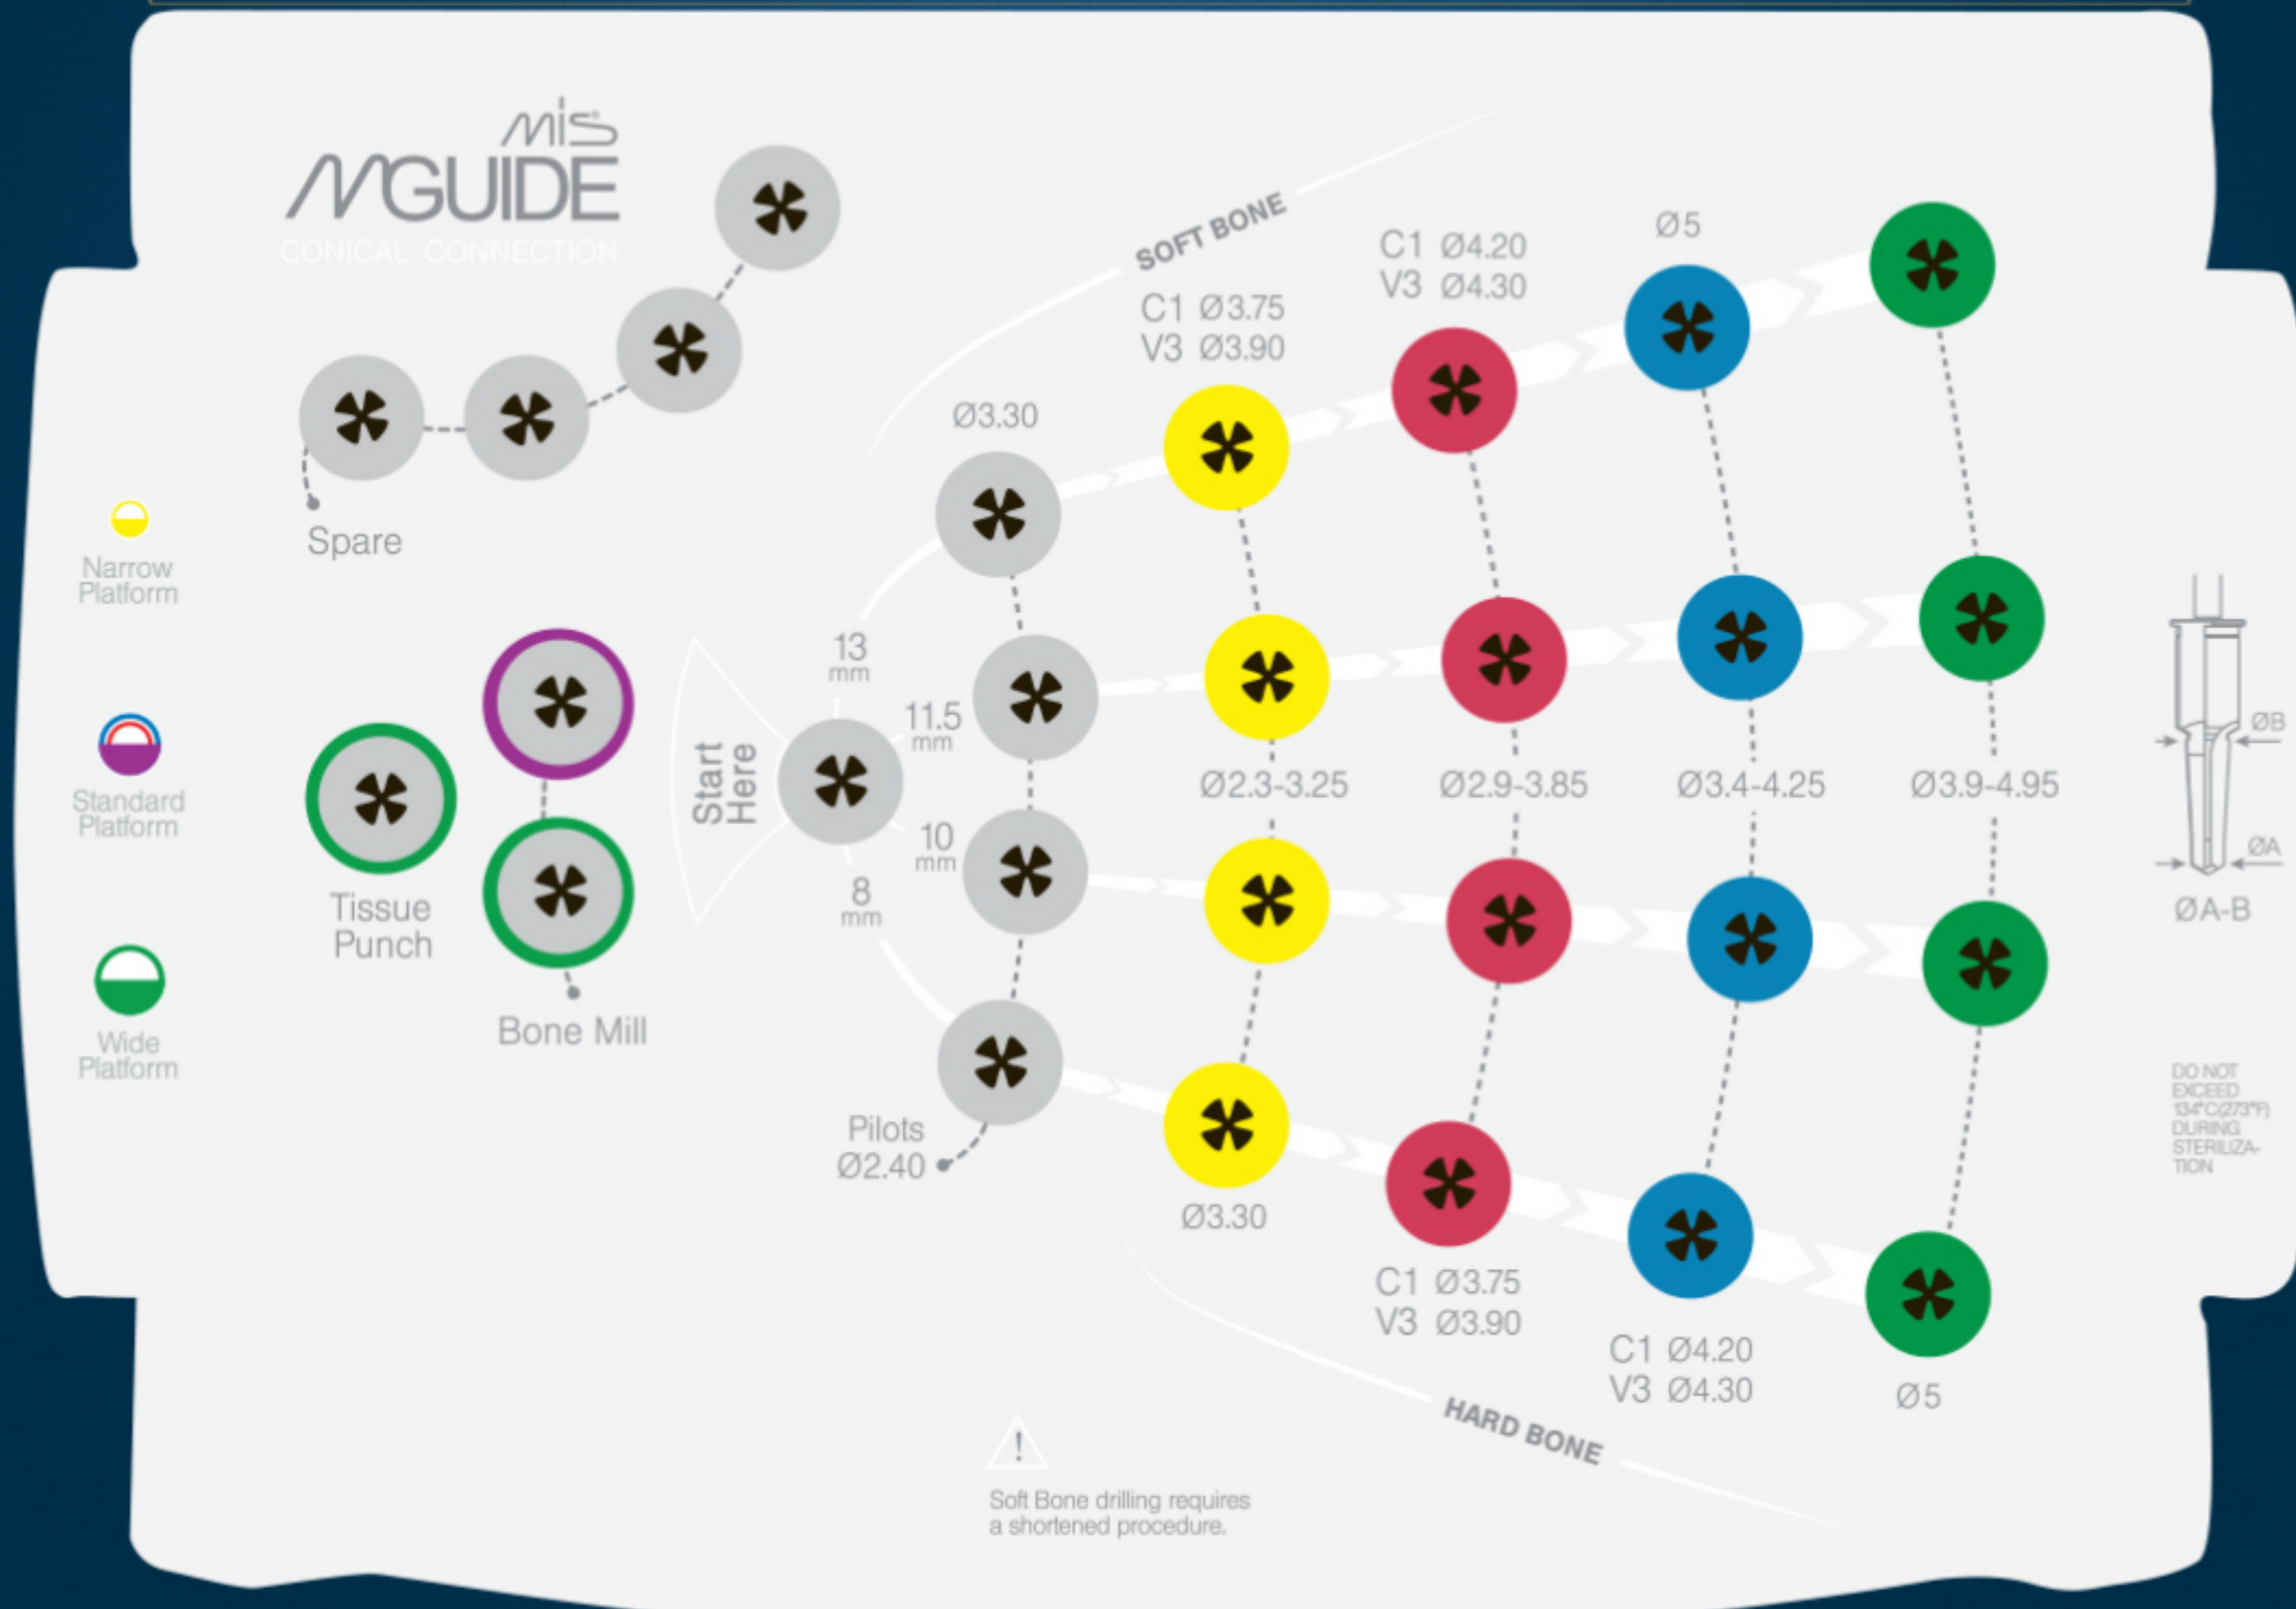 MIS®
MGUIDE
CONICAL CONNECTION
Spare
Narrow
Platform
Standard
Platform
Wide
Platform
Tissue
Punch
Bone Mill
Start
Here
13
mm
11.5
mm
10
mm
8
mm
Pilots
Ø2.40
SOFT BONE
Ø3.30
C1 Ø3.75
V3 Ø3.90
C1 Ø4.20
V3 Ø4.30
Ø5
Ø2.3-3.25
Ø2.9-3.85
Ø3.4-4.25
Ø3.9-4.95
ØB
ØA
ØA-B
DO NOT
EXCEED
134°C(273°F)
DURING
STERILIZA-
TION
Ø3.30
C1 Ø3.75
V3 Ø3.90
C1 Ø4.20
V3 Ø4.30
Ø5
HARD BONE
!
Soft Bone drilling requires
a shortened procedure.